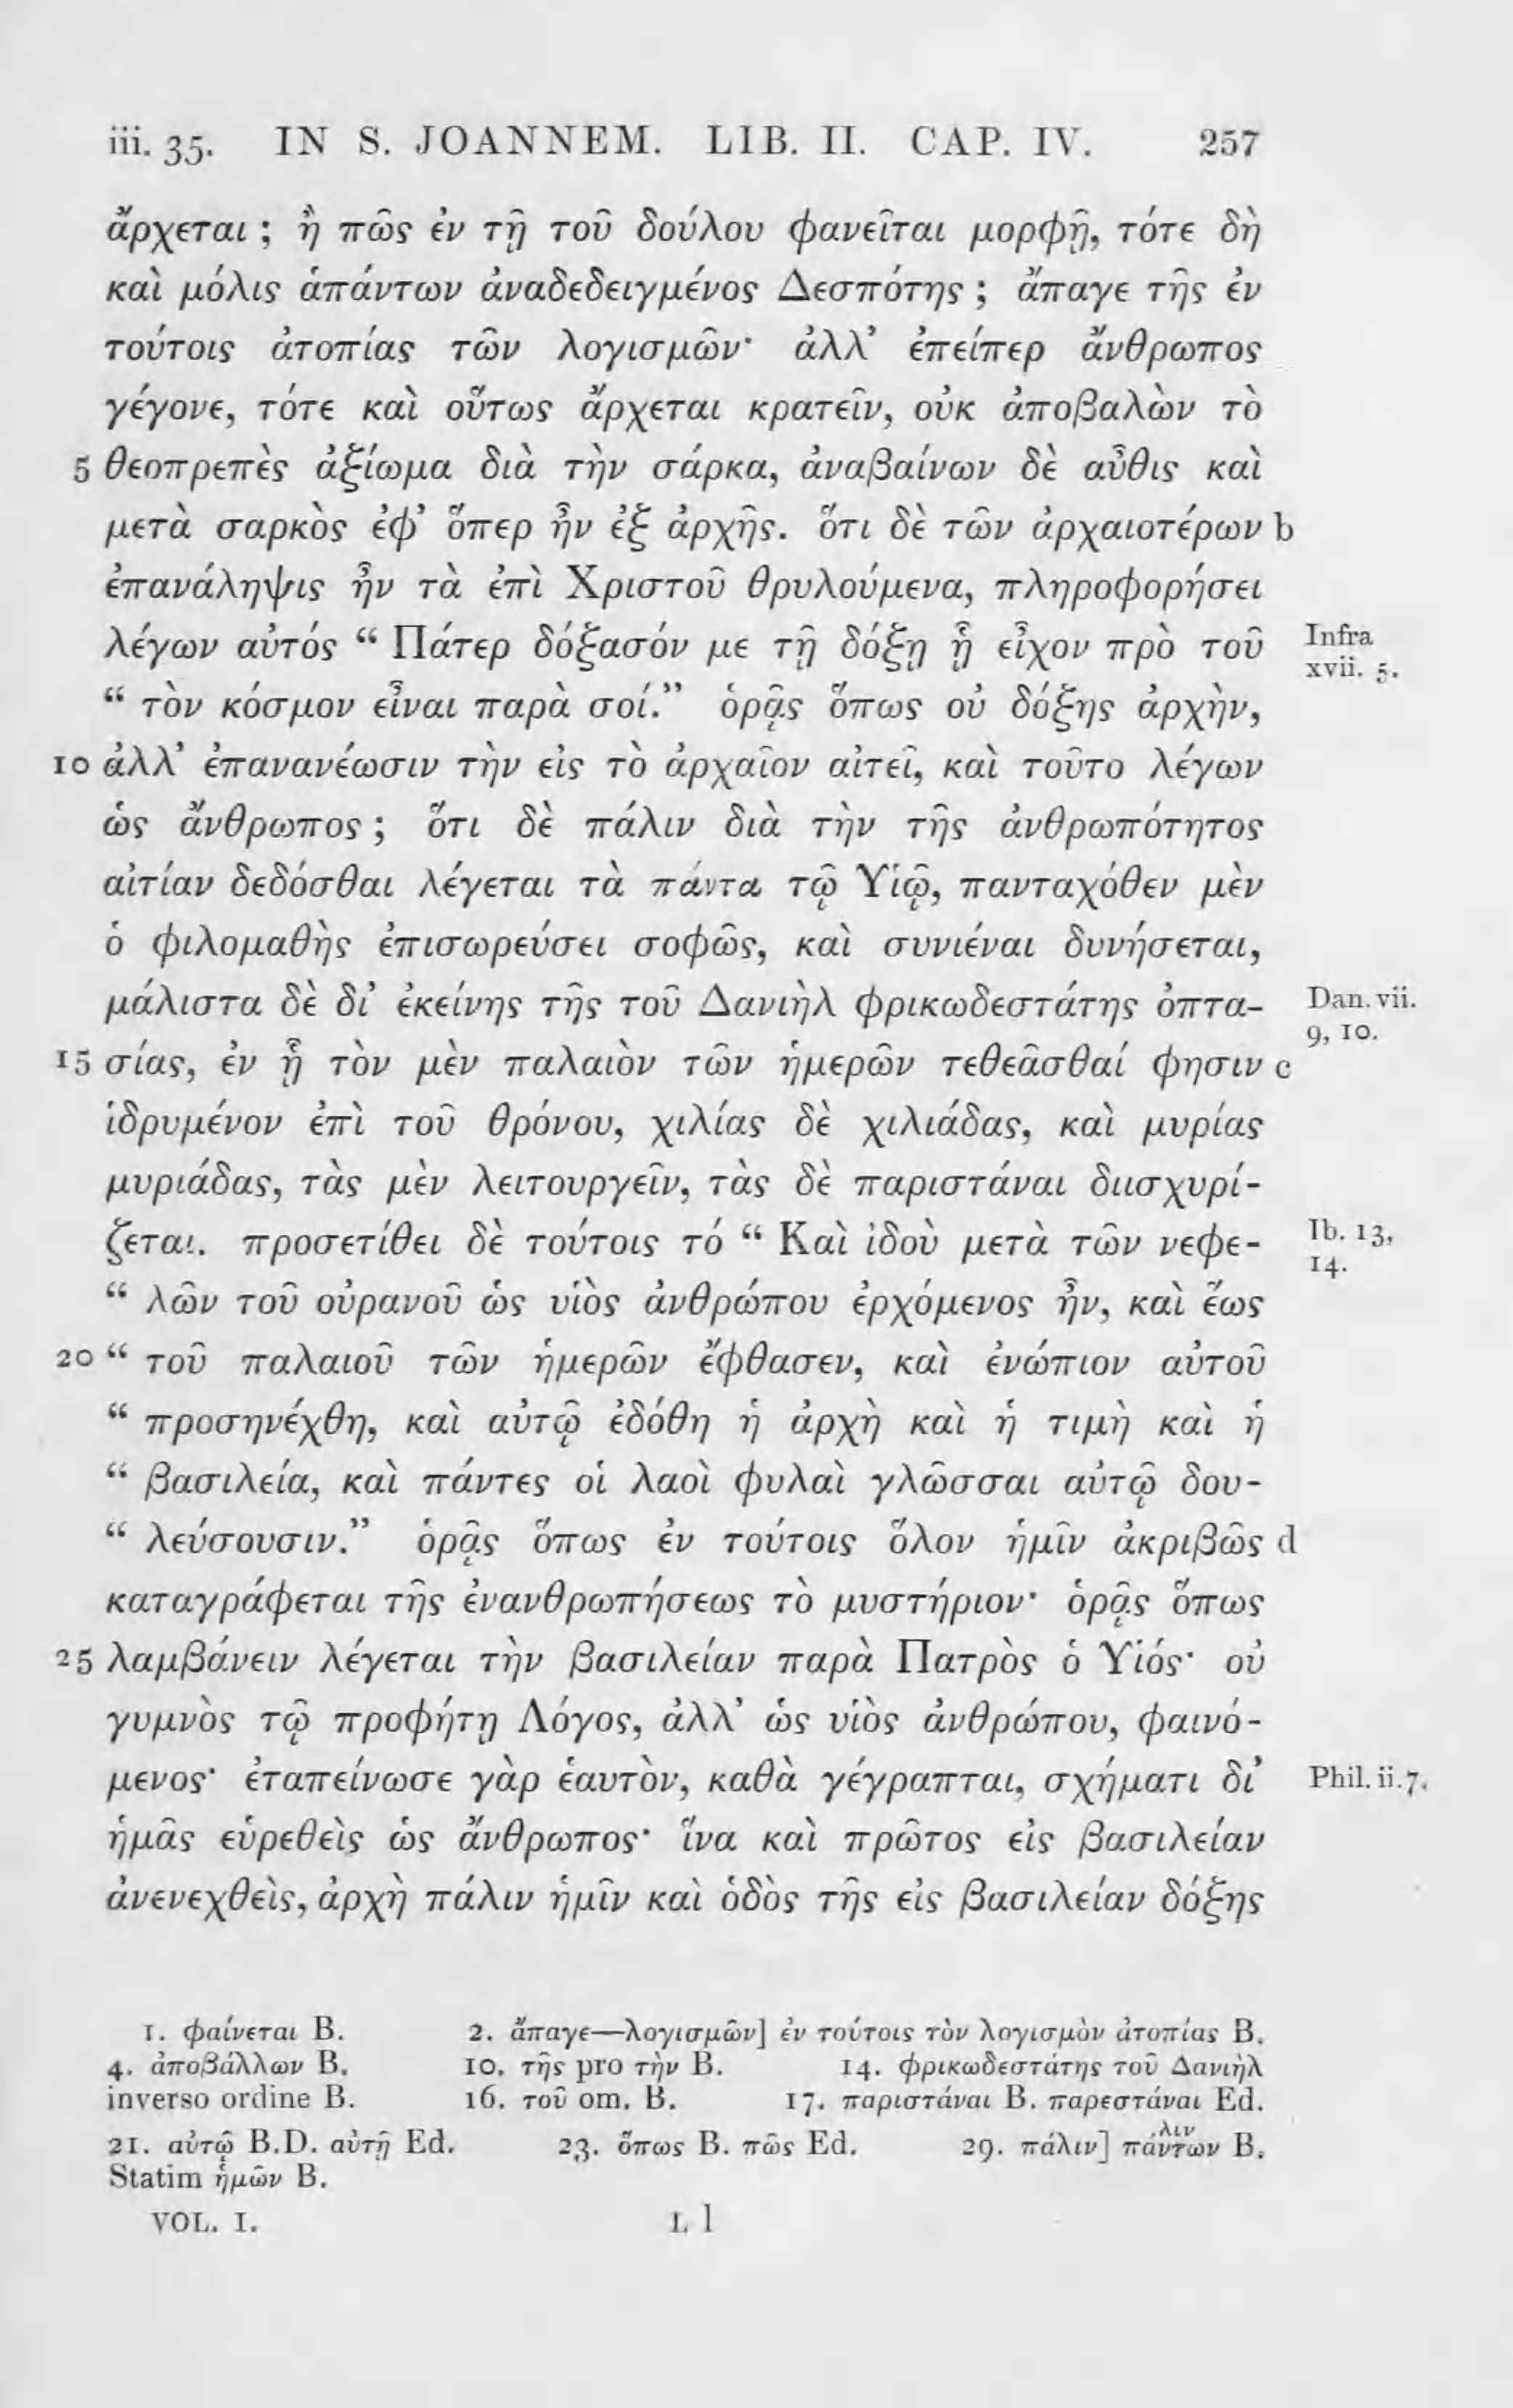 iii. 35. IN S. JOANNEM. LIB. II. CAP. IV. 257
ἄρχεται ; ἢ πῶς ἐν τῇ τοῦ δούλου φανεῖται μορφῇ, τότε δὴ
καὶ μόλις ἁπάντων ἀναδεδειγμένος Δεσπότης ; ἄπαγε τῆς ἐν
τούτοις ἀτοπίας τῶν λογισμῶν· ἀλλ’ ἐπείπερ ἄνθρωπος
γέγονε, τότε καὶ οὕτως ἄρχεται κρατεῖν, οὐκ ἀποβαλὼν τὸ
5 θεοπρεπὲς ἀξίωμα διὰ τὴν σάρκα, ἀναβαίνων δὲ αὖθις καὶ
μετὰ σαρκὸς ἐφ’ ὅπερ ἦν ἐξ ἀρχῆς. ὅτι δὲ τῶν ἀρχαιοτέρων b
ἐπανάληψις ἦν τὰ ἐπὶ Χριστοῦ θρυλούμενα, πληροφορήσει
λέγων αὐτός “ Πάτερ δόξασόν με τῇ δόξῃ ᾗ εἶχον πρὸ τοῦ Infra xvii. 5.
“ τὸν κόσμον εἶναι παρὰ σοί.” ὁρᾷς ὅπως οὐ δόξης ἀρχὴν,
10 ἀλλ’ ἐπανανέωσιν τὴν εἰς τὸ ἀρχαῖον αἰτεῖ, καὶ τοῦτο λέγων
ὡς ἄνθρωπος ; ὅτι δὲ πάλιν διὰ τὴν τῆς ἀνθρωπότητος
αἰτίαν δεδόσθαι λέγεται τὰ πάντα τῷ Υἱῷ, πανταχόθεν μὲν
ὁ φιλομαθὴς ἐπισωρεύσει σοφῶς, καὶ συνιέναι δυνήσεται,
μάλιστα δὲ δι’ ἐκείνης τῆς τοῦ Δανιὴλ φρικωδεστάτης ὀπτα- Dan. vii. 9, 10.
15 σίας, ἐν ᾗ τὸν μὲν παλαιὸν τῶν ἡμερῶν τεθεᾶσθαί φησιν c
ἱδρυμένον ἐπὶ τοῦ θρόνου, χιλίας δὲ χιλιάδας, καὶ μυρίας
μυριάδας, τὰς μὲν λειτουργεῖν, τὰς δὲ παριστάναι διισχυρί-
ζεται. προσετίθει δὲ τούτοις τό “ Καὶ ἰδοὺ μετὰ τῶν νεφε- Ib. 13, 14.
“ λῶν τοῦ οὐρανοῦ ὡς υἱὸς ἀνθρώπου ἐρχόμενος ἦν, καὶ ἕως
20 “ τοῦ παλαιοῦ τῶν ἡμερῶν ἔφθασεν, καὶ ἐνώπιον αὐτοῦ
“ προσηνέχθη, καὶ αὐτῷ ἐδόθη ἡ ἀρχὴ καὶ ἡ τιμὴ καὶ ἡ
“ βασιλεία, καὶ πάντες οἱ λαοὶ φυλαὶ γλῶσσαι αὐτῷ δου-
“ λεύσουσιν.” ὁρᾷς ὅπως ἐν τούτοις ὅλον ἡμῖν ἀκριβῶς d
καταγράφεται τῆς ἐνανθρωπήσεως τὸ μυστήριον· ὁρᾷς ὅπως
25 λαμβάνειν λέγεται τὴν βασιλείαν παρὰ Πατρὸς ὁ Υἱός· οὐ
γυμνὸς τῷ προφήτῃ Λόγος, ἀλλ’ ὡς υἱὸς ἀνθρώπου, φαινό-
μενος· ἐταπείνωσε γὰρ ἑαυτὸν, καθὰ γέγραπται, σχήματι δι’ Phil. ii. 7.
ἡμᾶς εὑρεθεὶς ὡς ἄνθρωπος· ἵνα καὶ πρῶτος εἰς βασιλείαν
ἀνενεχθεὶς, ἀρχὴ πάλιν ἡμῖν καὶ ὁδὸς τῆς εἰς βασιλείαν δόξης
1. φαίνεται B. 2. ἄπαγε—λογισμῶν] ἐν τούτοις τὸν λογισμὸν ἀτοπίας B.
4. ἀποβάλλων B. 10. τῆς pro τὴν B. 14. φρικωδεστάτης τοῦ Δανιὴλ
inverso ordine B. 16. τοῦ om. B. 17. παριστάναι B. παρεστάναι Ed.
21. αὐτῷ B.D. αὐτῇ Ed. 23. ὅπως B. πῶς Ed. 29. πάλιν] πάντων λιν B.
Statim ἡμῶν B.
VOL. I. L l